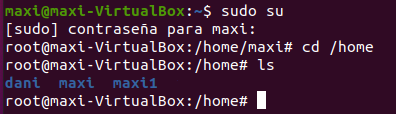 maxi@maxi-VirtualBox:~$ sudo su
[sudo] contraseña para maxi:
root@maxi-VirtualBox:/home/maxi# cd /home
root@maxi-VirtualBox:/home# ls
dani  maxi  maxi1
root@maxi-VirtualBox:/home#